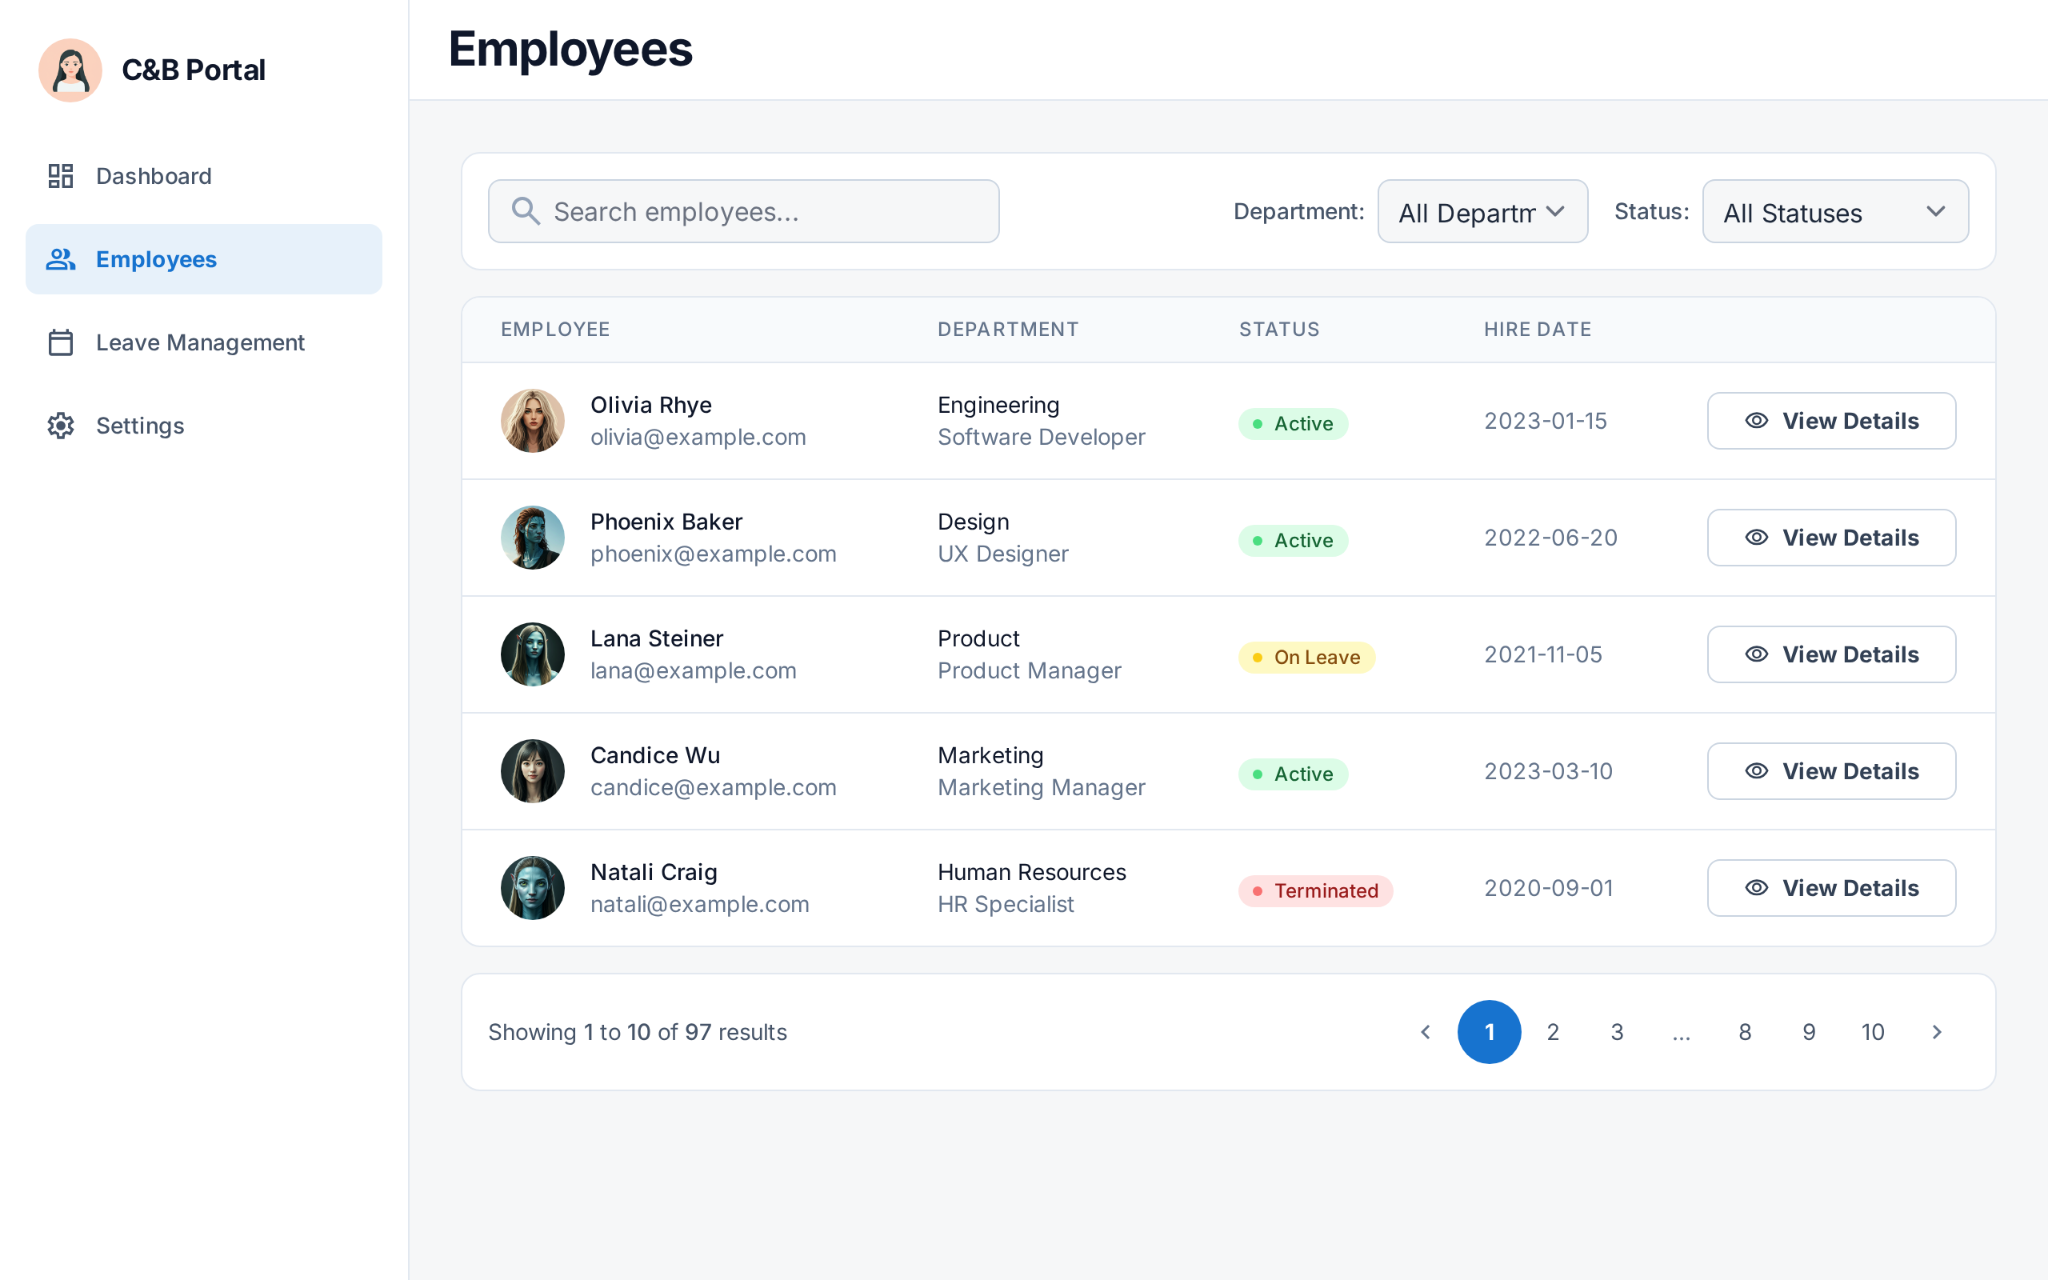 C&B Portal
Dashboard
Employees
Leave Management
Settings
Employees
Search employees...
Department: All Departm Status: All Statuses
EMPLOYEE DEPARTMENT STATUS HIRE DATE
Olivia Rhye
olivia@example.com
Engineering
Software Developer
Active
2023-01-15
View Details
Phoenix Baker
phoenix@example.com
Design
UX Designer
Active
2022-06-20
View Details
Lana Steiner
lana@example.com
Product
Product Manager
On Leave
2021-11-05
View Details
Candice Wu
candice@example.com
Marketing
Marketing Manager
Active
2023-03-10
View Details
Natali Craig
natali@example.com
Human Resources
HR Specialist
Terminated
2020-09-01
View Details
Showing 1 to 10 of 97 results
1 2 3 ... 8 9 10